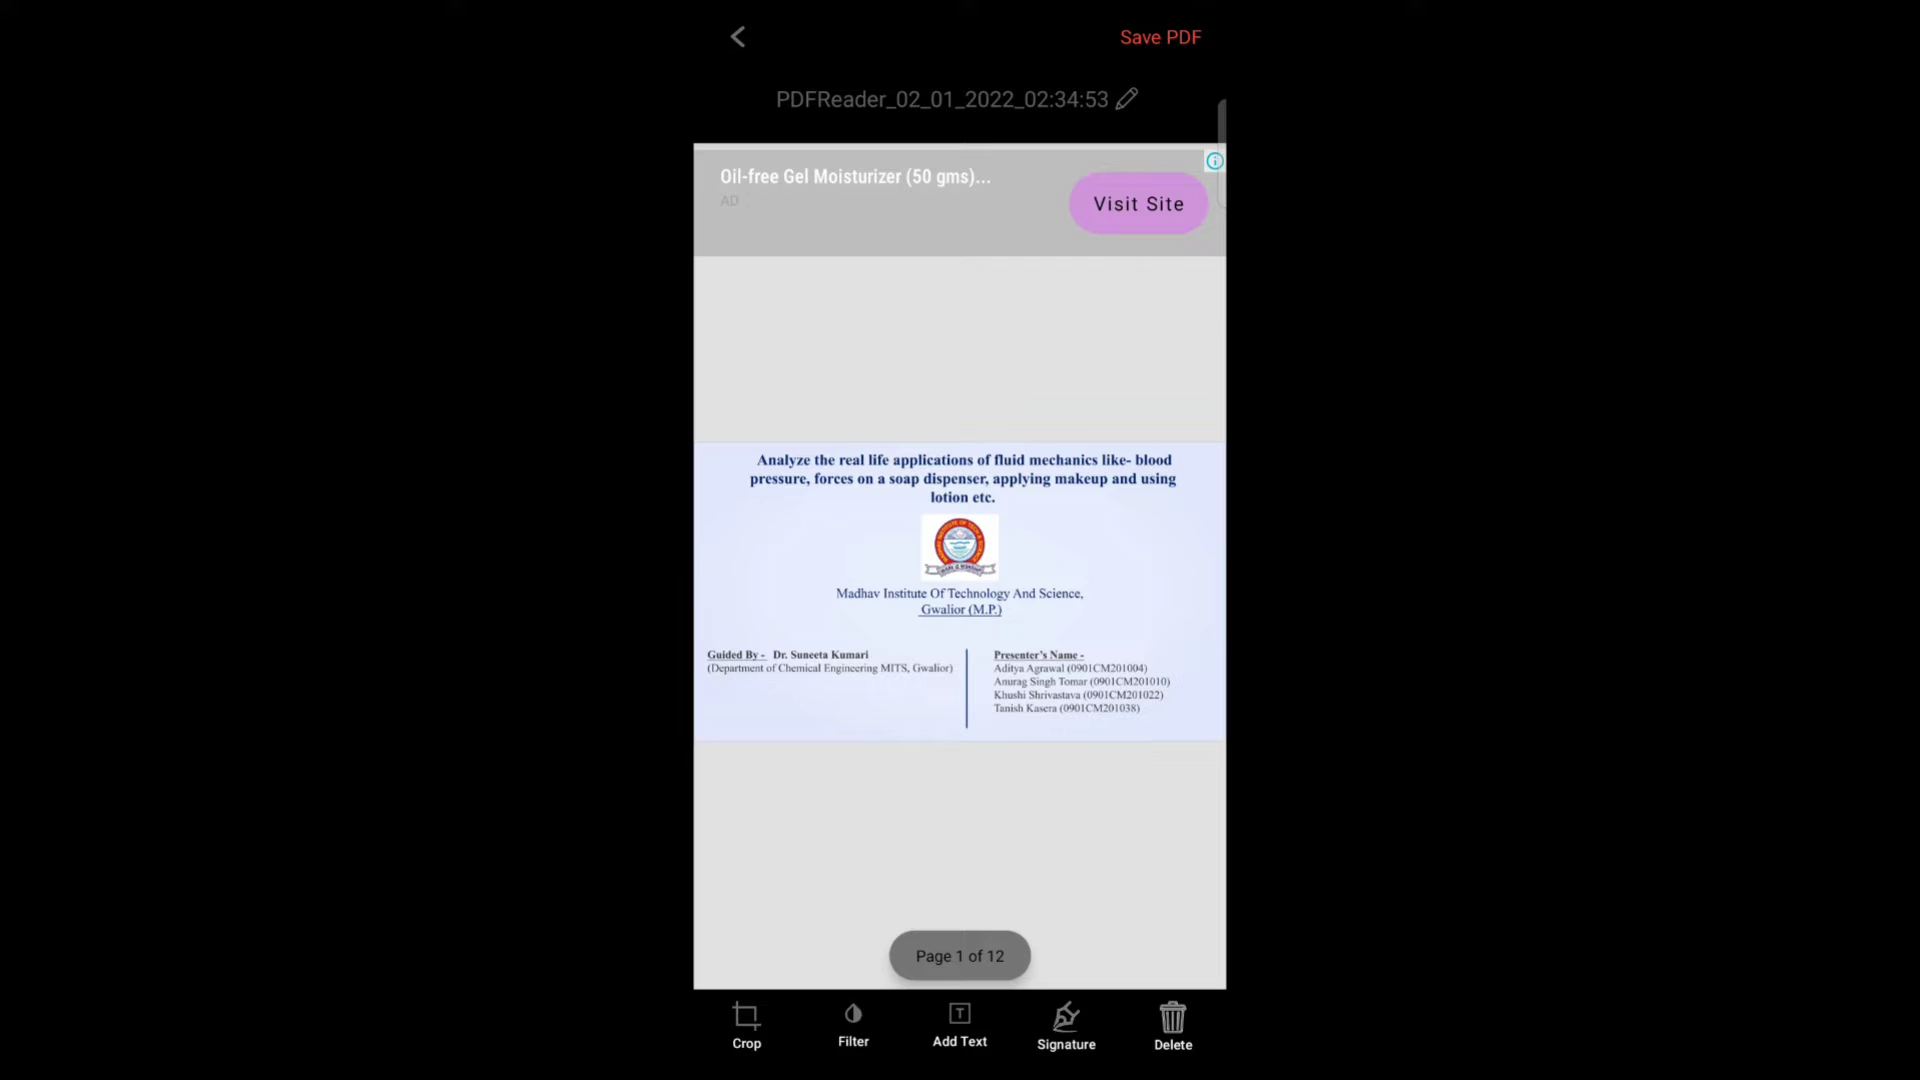 Save PDF
PDFReader_02_01_2022_02:34:53
Oil-free Gel Moisturizer (50 gms)...
AD
Visit Site
Analyze the real life applications of fluid mechanics like- blood
pressure, forces on a soap dispenser, applying makeup and using
lotion etc.
Madhav Institute Of Technology And Science,
Gwalior (M.P.)
Guided By - Dr. Suneeta Kumari
(Department of Chemical Engineering MITS, Gwalior)
Presenter's Name -
Aditya Agrawal (0901CM201004)
Anurag Singh Tomar (0901CM201010)
Khushi Shrivastava (0901CM201022)
Tanish Kasera (0901CM201038)
Page 1 of 12
Crop
Filter
Add Text
Signature
Delete